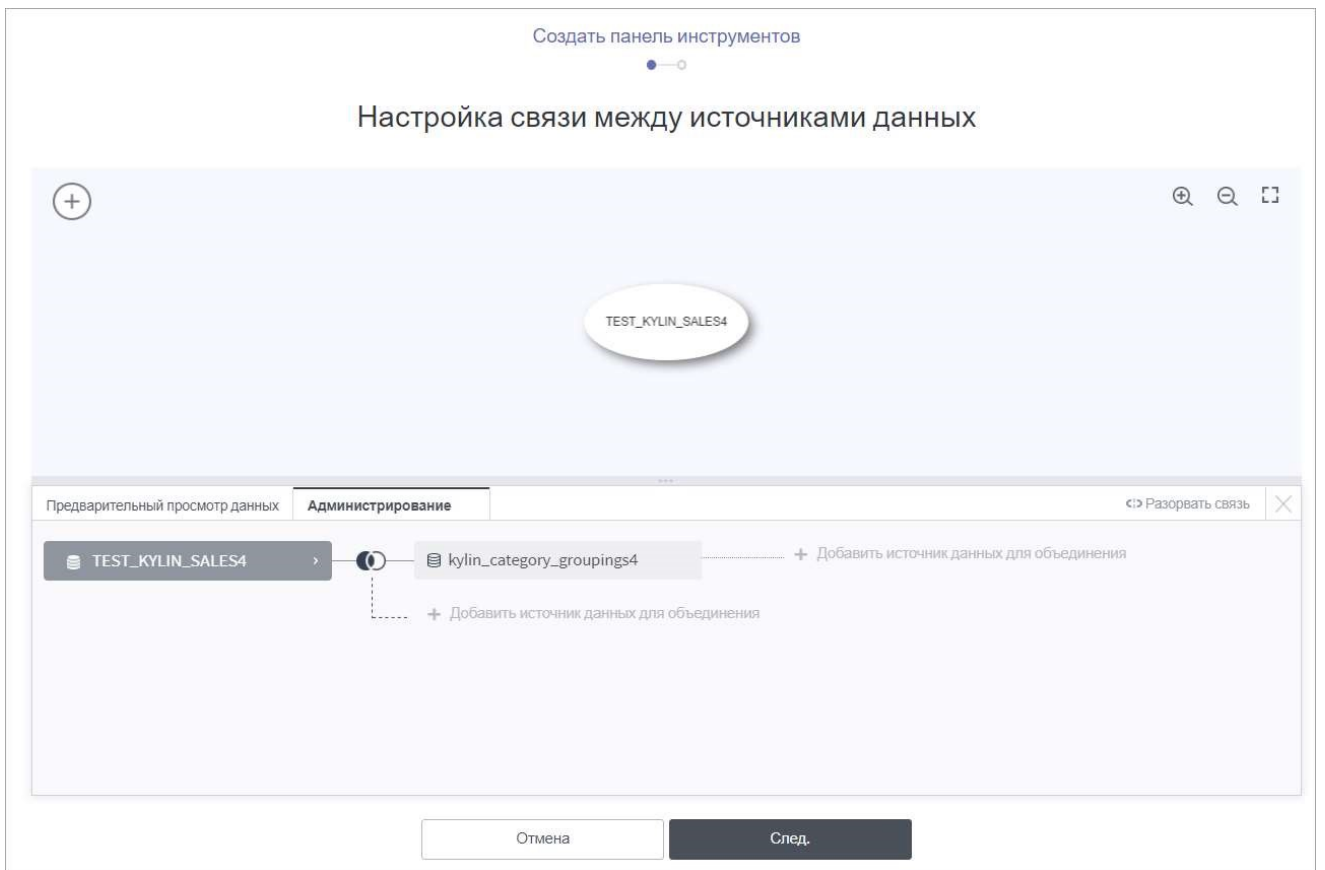 Создать панель инструментов
Настройка связи между источниками данных
TEST_KYLIN_SALES4
Предварительный просмотр данных
Администрирование
Разорвать связь
TEST_KYLIN_SALES4
kylin_category_groupings4
Добавить источник данных для объединения
Добавить источник данных для объединения
Отмена
След.